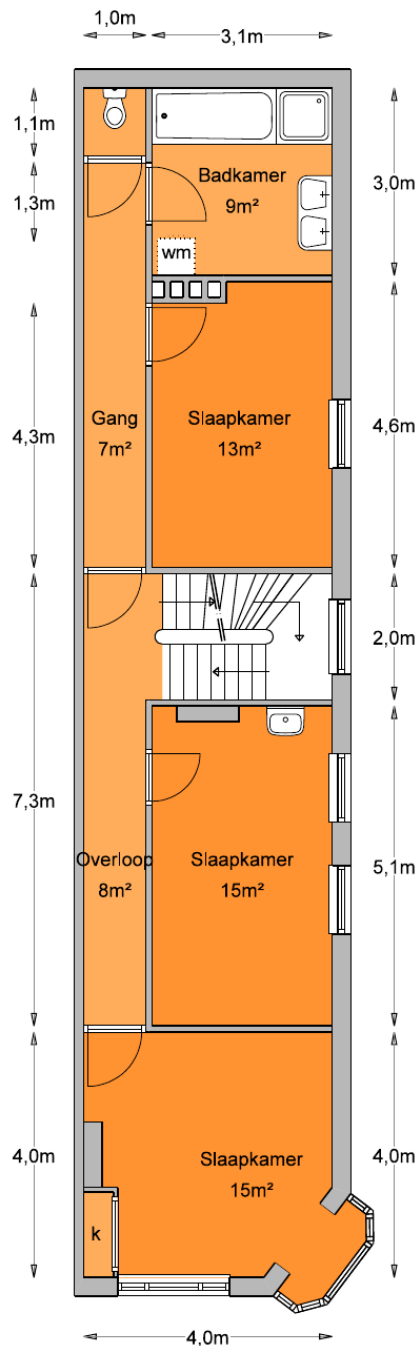 1,0m
3,1m
1,1m
1,3m
Badkamer
9m²
3,0m
wm
4,3m
Gang
7m²
Slaapkamer
13m²
4,6m
2,0m
7,3m
Overloop
8m²
Slaapkamer
15m²
5,1m
4,0m
Slaapkamer
15m²
4,0m
k
4,0m